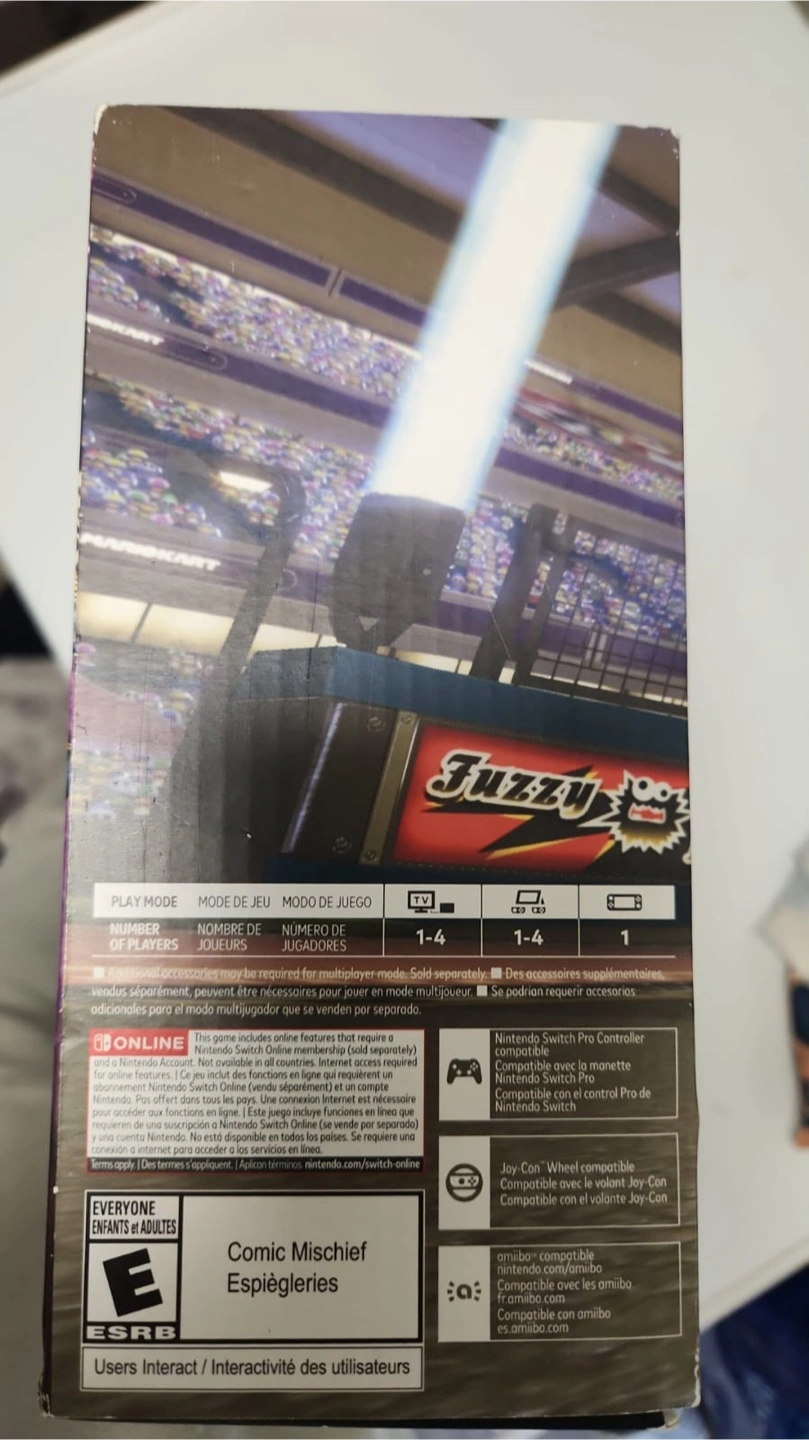 MARIOKART
MARIOKART
Fuzzy
PLAY MODE MODE DE JEU MODO DE JUEGO TV
NUMBER OF PLAYERS NOMBRE DE JOUEURS NÚMERO DE JUGADORES 1-4 1-4 1
■ Additional accessories may be required for multiplayer mode. Sold separately. ■ Des accessoires supplémentaires,
vendus séparément, peuvent être nécessaires pour jouer en mode multijoueur. ■ Se podrían requerir accesorios
adicionales para el modo multijugador que se venden por separado.
ONLINE This game includes online features that require a
Nintendo Switch Online membership (sold separately)
and a Nintendo Account. Not available in all countries. Internet access required
for online features. | Ce jeu inclut des fonctions en ligne qui requièrent un
abonnement Nintendo Switch Online (vendu séparément) et un compte
Nintendo. Pas offert dans tous les pays. Une connexion Internet est nécessaire
pour accéder aux fonctions en ligne. | Este juego incluye funciones en línea que
requieren de una suscripción a Nintendo Switch Online (se vende por separado)
y una cuenta Nintendo. No está disponible en todos los países. Se requiere una
conexión a internet para acceder a los servicios en línea.
Terms apply. | Des termes s'appliquent. | Aplican términos. nintendo.com/switch-online
Nintendo Switch Pro Controller
compatible
Compatible avec la manette
Nintendo Switch Pro
Compatible con el control Pro de
Nintendo Switch
Joy-Con™ Wheel compatible
Compatible avec le volant Joy-Con
Compatible con el volante Joy-Con
amiibo™ compatible
nintendo.com/amiibo
Compatible avec les amiibo
fr.amiibo.com
Compatible con amiibo
es.amiibo.com
EVERYONE
ENFANTS et ADULTES
E
ESRB
Comic Mischief
Espiègleries
Users Interact / Interactivité des utilisateurs